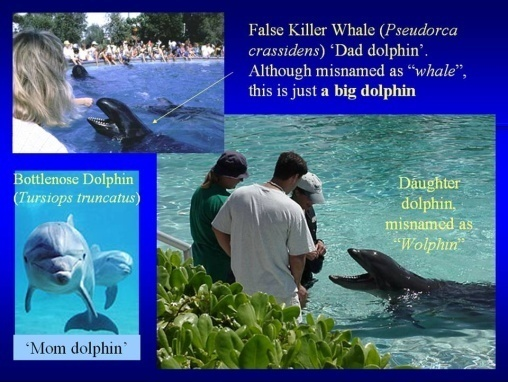 False Killer Whale (Pseudorca
crassidens) ‘Dad dolphin’.
Although misnamed as “whale”,
this is just a big dolphin
Bottlenose Dolphin
(Tursiops truncatus)
‘Mom dolphin’
Daughter
dolphin,
misnamed as
“Wolphin”